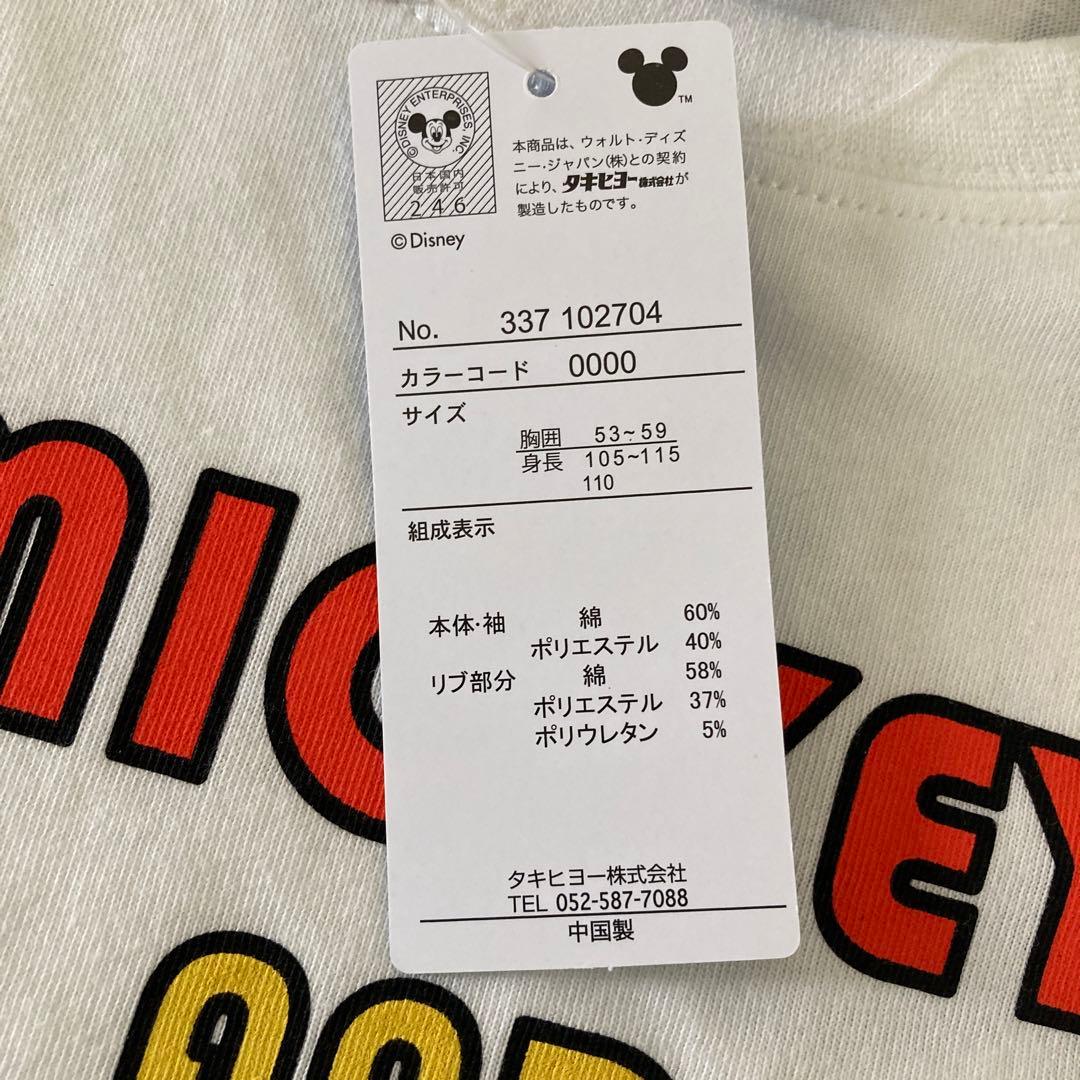 © DISNEY ENTERPRISES, INC.
日本国内
販売許可
246
©Disney
TM
本商品は、ウォルト・ディズ
ニー・ジャパン(株)との契約
により、タキヒヨー株式会社が
製造したものです。
No. 337 102704
カラーコード 0000
サイズ
胸囲 53~59
身長 105~115
110
組成表示
本体・袖 綿 60%
ポリエステル 40%
リブ部分 綿 58%
ポリエステル 37%
ポリウレタン 5%
タキヒヨー株式会社
TEL 052-587-7088
中国製